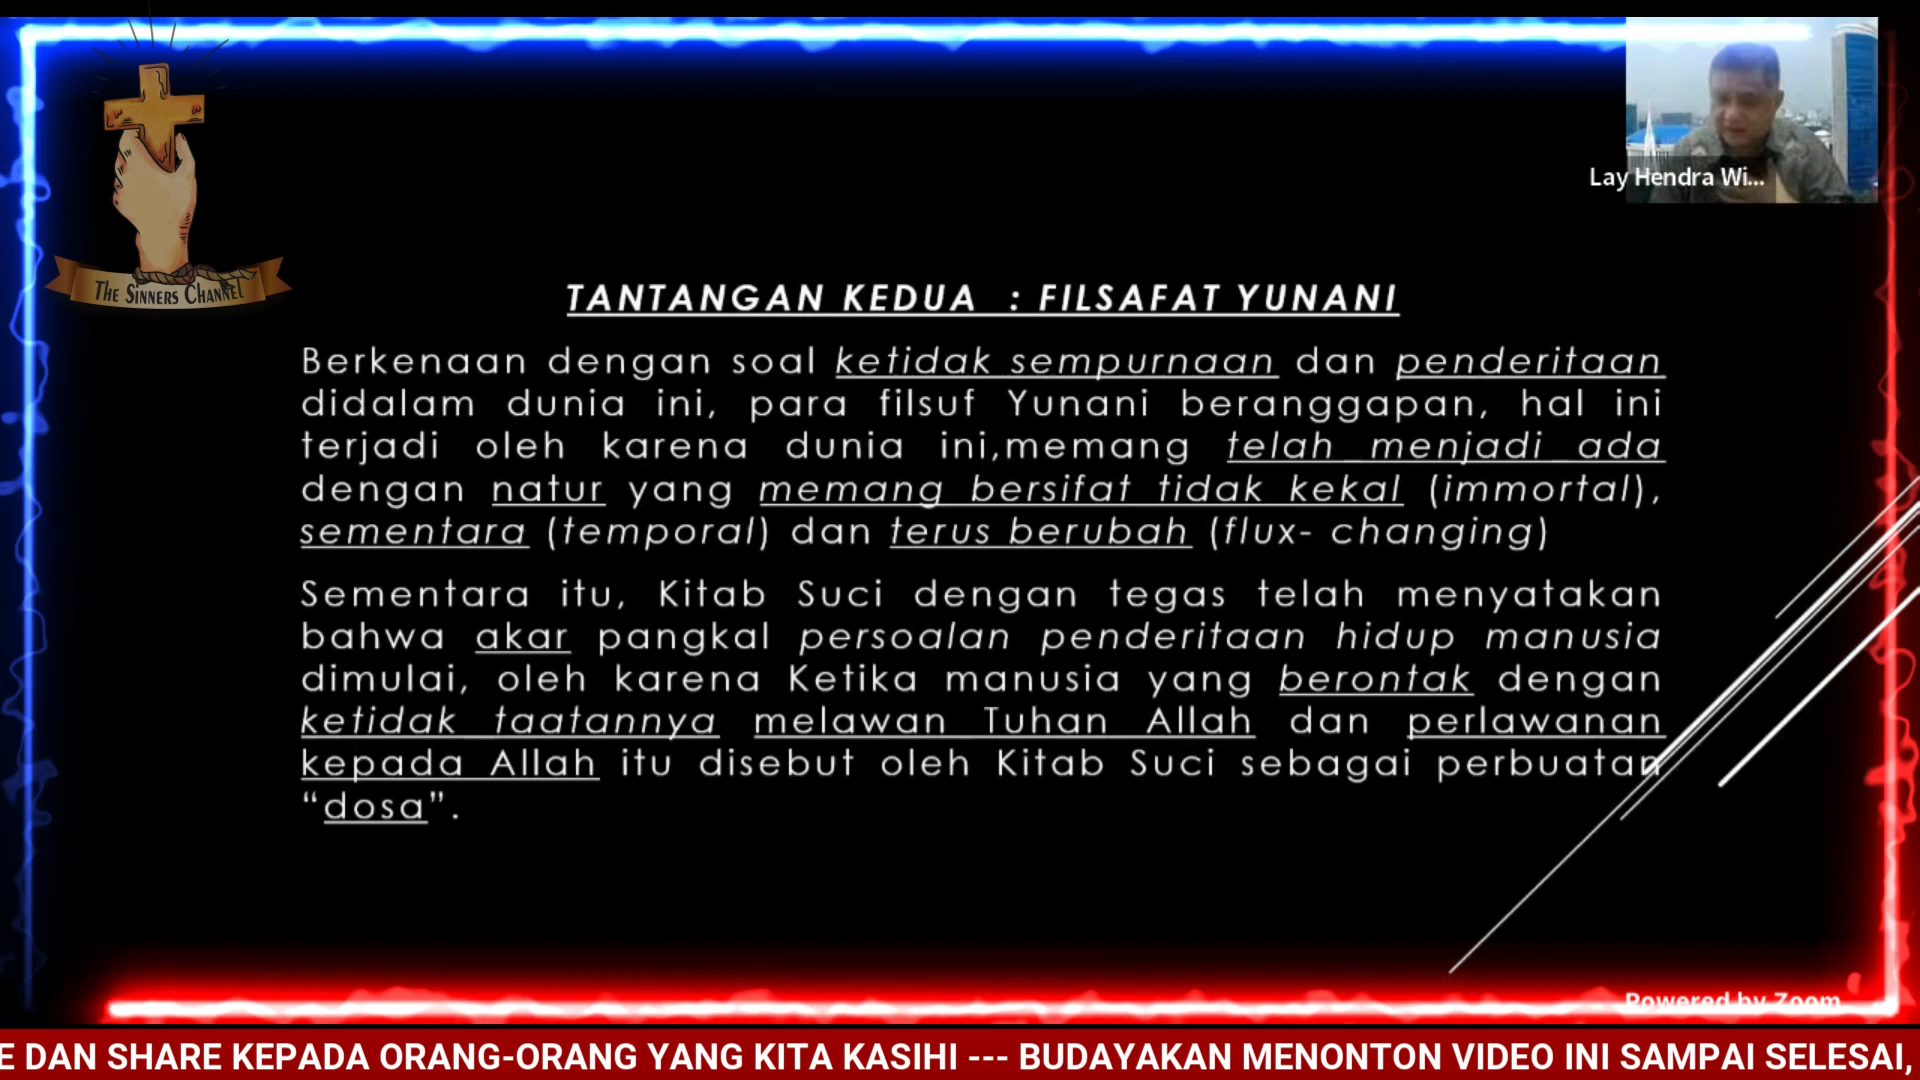 THE SINNERS CHANNEL
Lay Hendra Wi...
TANTANGAN KEDUA : FILSAFAT YUNANI
Berkenaan dengan soal ketidak sempurnaan dan penderitaan
didalam dunia ini, para filsuf Yunani beranggapan, hal ini
terjadi oleh karena dunia ini,memang telah menjadi ada
dengan natur yang memang bersifat tidak kekal (immortal),
sementara (temporal) dan terus berubah (flux- changing)
Sementara itu, Kitab Suci dengan tegas telah menyatakan
bahwa akar pangkal persoalan penderitaan hidup manusia
dimulai, oleh karena Ketika manusia yang berontak dengan
ketidak taatannya melawan Tuhan Allah dan perlawanan
kepada Allah itu disebut oleh Kitab Suci sebagai perbuatan
“dosa”.
Powered by Zoom
E DAN SHARE KEPADA ORANG-ORANG YANG KITA KASIHI --- BUDAYAKAN MENONTON VIDEO INI SAMPAI SELESAI,